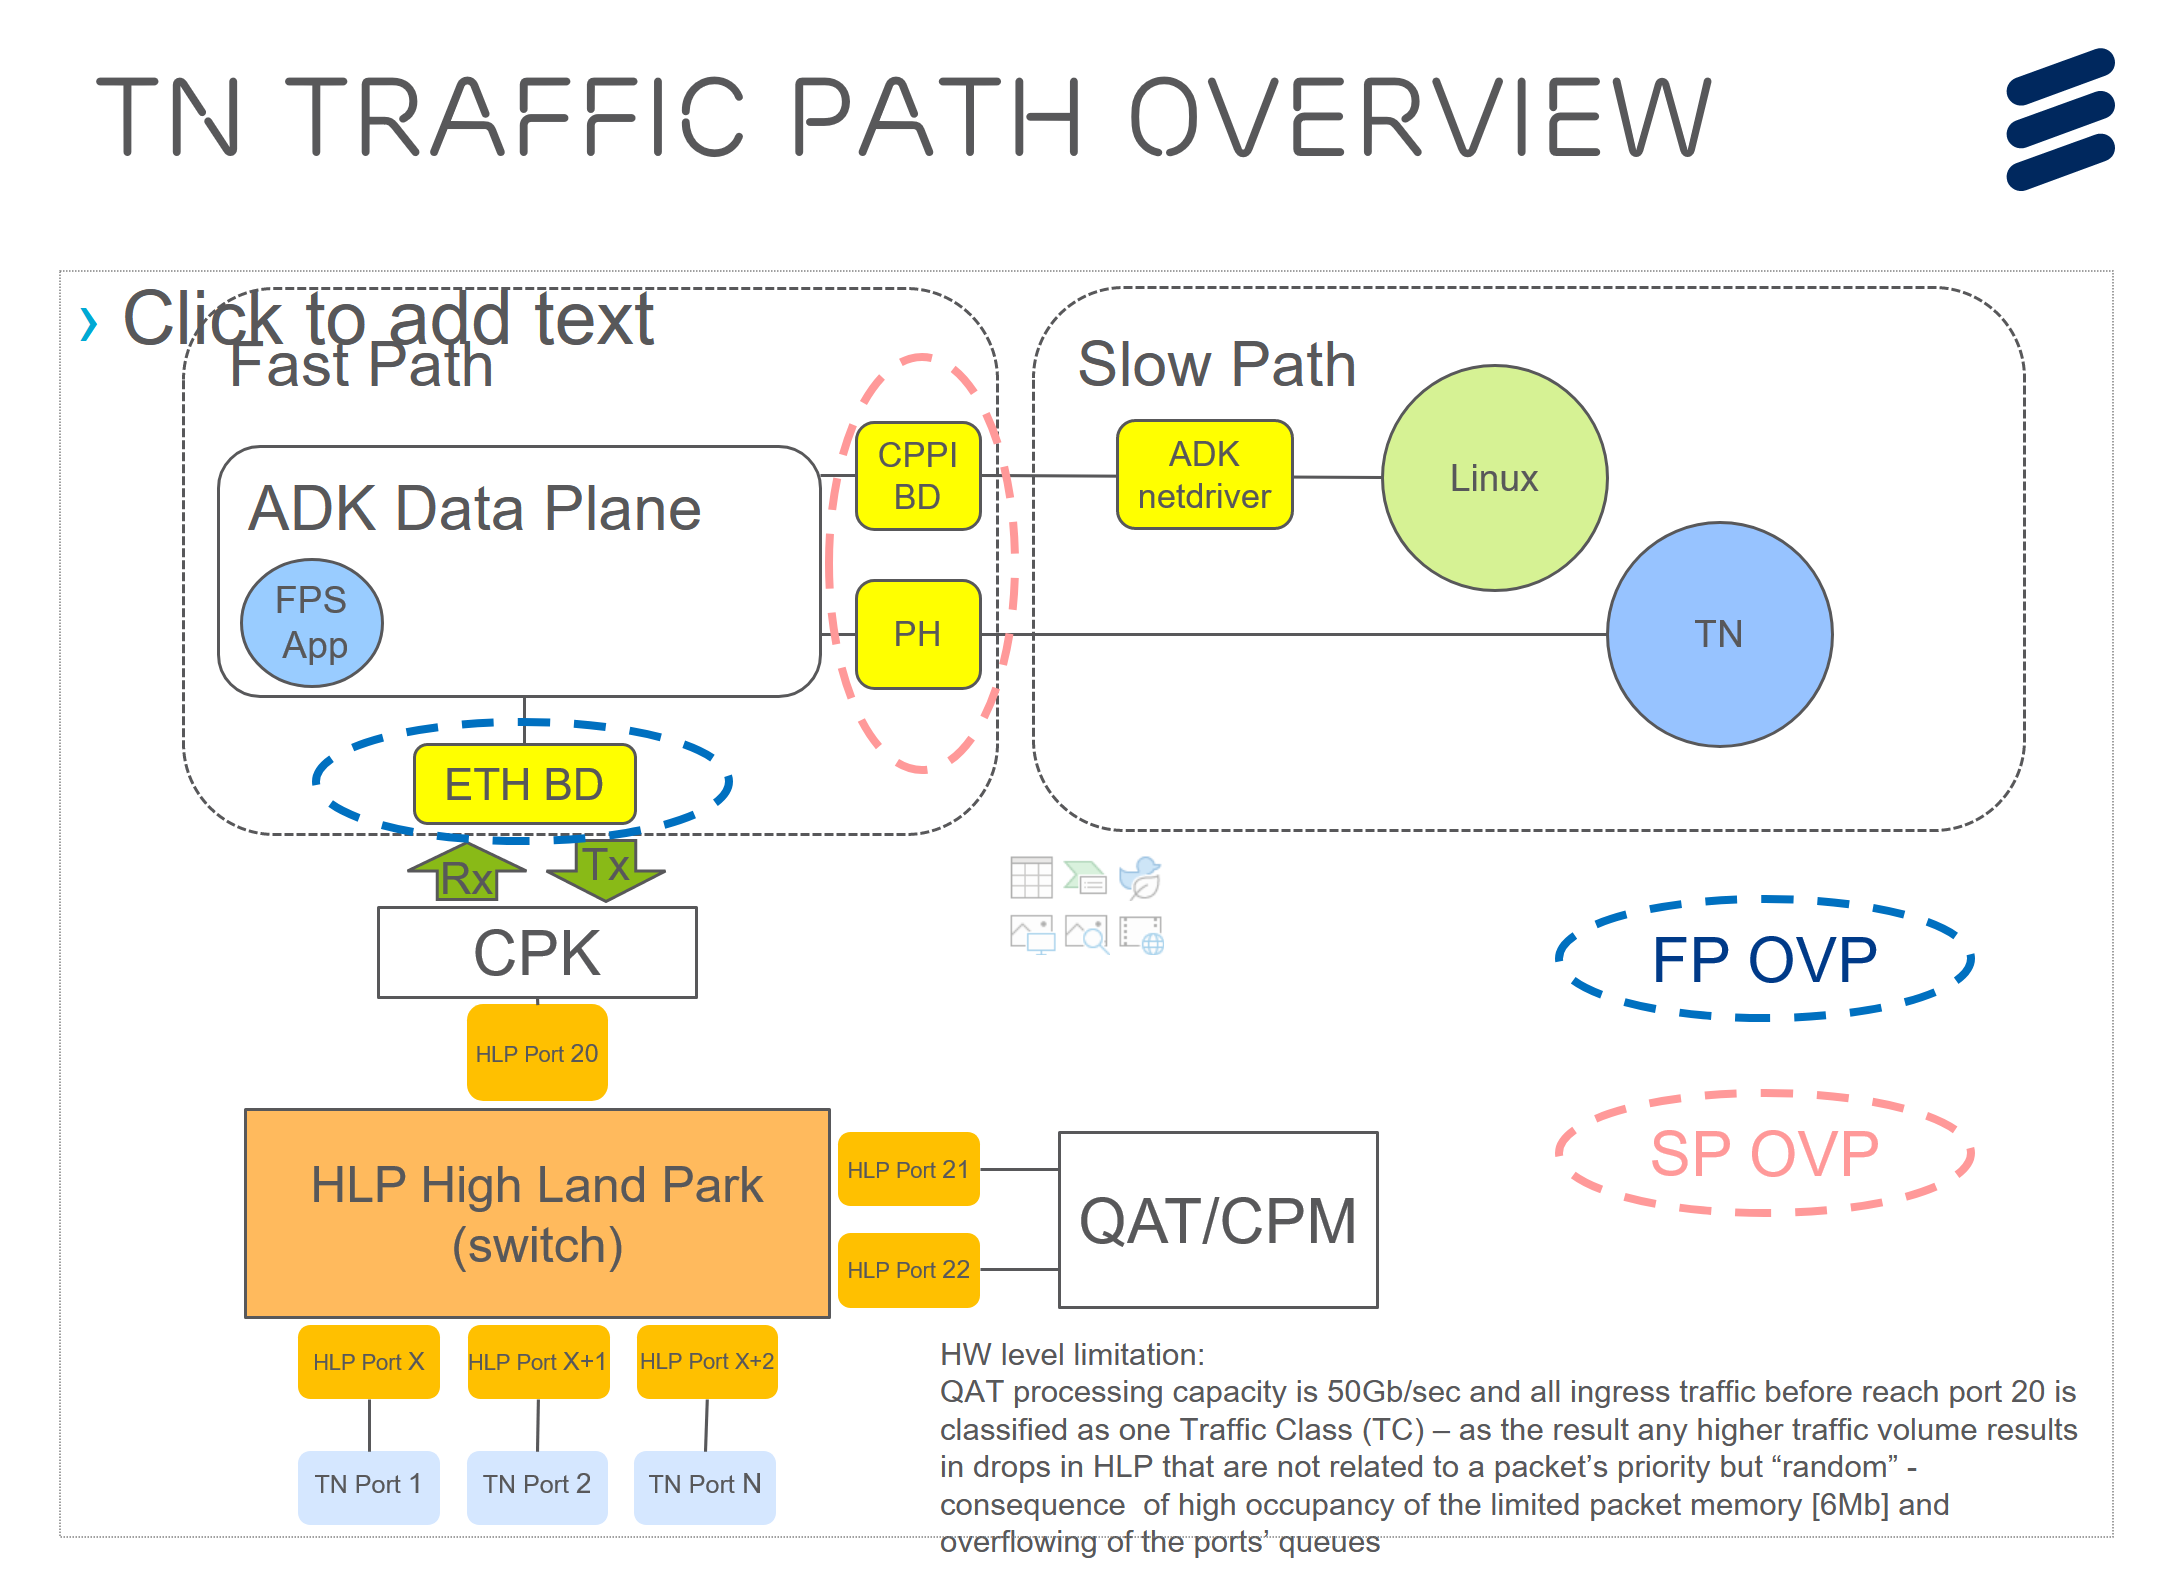 TN TRAFFIC PATH OVERVIEW
› Click to add text
Fast Path
Slow Path
CPPI
BD
ADK
netdriver
Linux
ADK Data Plane
FPS
App
PH
TN
ETH BD
Rx
Tx
CPK
FP OVP
HLP Port 20
SP OVP
HLP High Land Park
(switch)
HLP Port 21
HLP Port 22
QAT/CPM
HLP Port X
HLP Port X+1
HLP Port X+2
TN Port 1
TN Port 2
TN Port N
HW level limitation:
QAT processing capacity is 50Gb/sec and all ingress traffic before reach port 20 is
classified as one Traffic Class (TC) – as the result any higher traffic volume results
in drops in HLP that are not related to a packet’s priority but “random” -
consequence  of high occupancy of the limited packet memory [6Mb] and
overflowing of the ports’ queues